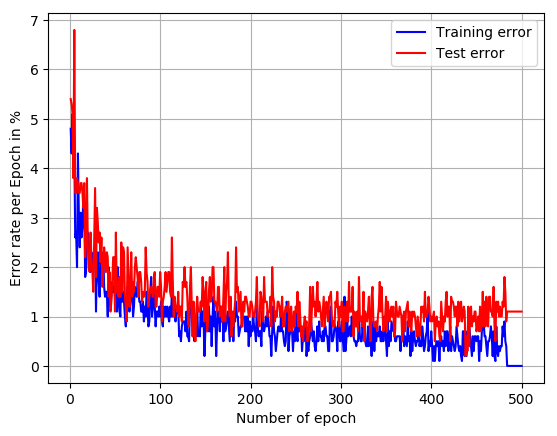 7
6
5
4
3
2
1
0
Error rate per Epoch in %
Training error
Test error
0 100 200 300 400 500
Number of epoch